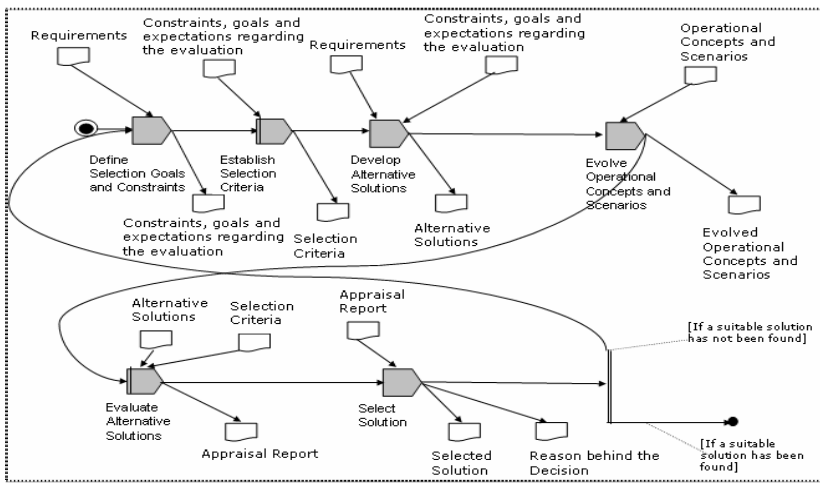 Requirements
Constraints, goals and
expectations regarding
the evaluation
Requirements
Constraints, goals and
expectations regarding
the evaluation
Operational
Concepts and
Scenarios
Define
Selection Goals
and Constraints
Establish
Selection
Criteria
Develop
Alternative
Solutions
Evolve
Operational
Concepts and
Scenarios
Constraints, goals and
expectations regarding
the evaluation
Selection
Criteria
Alternative
Solutions
Evolved
Operational
Concepts and
Scenarios
Alternative
Solutions
Selection
Criteria
Appraisal
Report
[If a suitable solution
has not been found]
Evaluate
Alternative
Solutions
Select
Solution
Appraisal Report
Selected
Solution
Reason behind the
Decision
[If a suitable
solution has been
found]